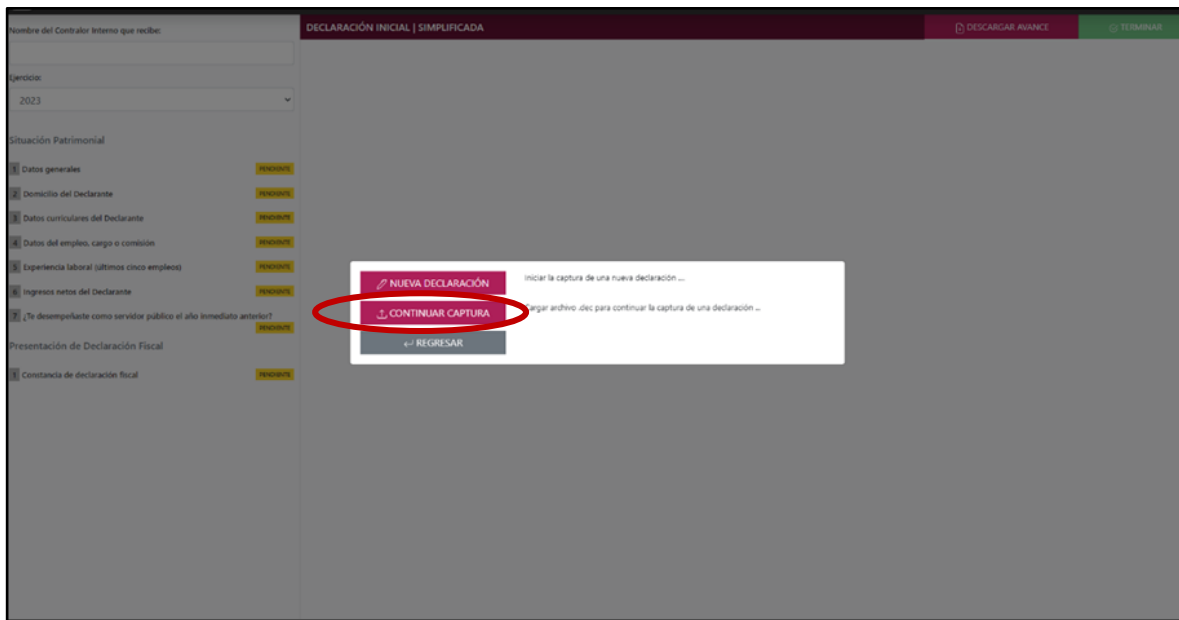 Nombre del Contralor Interno que recibe:
DECLARACIÓN INICIAL | SIMPLIFICADA
DESCARGAR AVANCE
TERMINAR
Ejercicio:
2023
Situación Patrimonial
1 Datos generales PENDIENTE
2 Domicilio del Declarante PENDIENTE
3 Datos curriculares del Declarante PENDIENTE
4 Datos del empleo, cargo o comisión PENDIENTE
5 Experiencia laboral (últimos cinco empleos) PENDIENTE
6 Ingresos netos del Declarante PENDIENTE
7 ¿Te desempeñaste como servidor público el año inmediato anterior?
PENDIENTE
Presentación de Declaración Fiscal
1 Constancia de declaración fiscal PENDIENTE
NUEVA DECLARACIÓN
Iniciar la captura de una nueva declaración ...
CONTINUAR CAPTURA
Cargar archivo .dec para continuar la captura de una declaración ...
REGRESAR